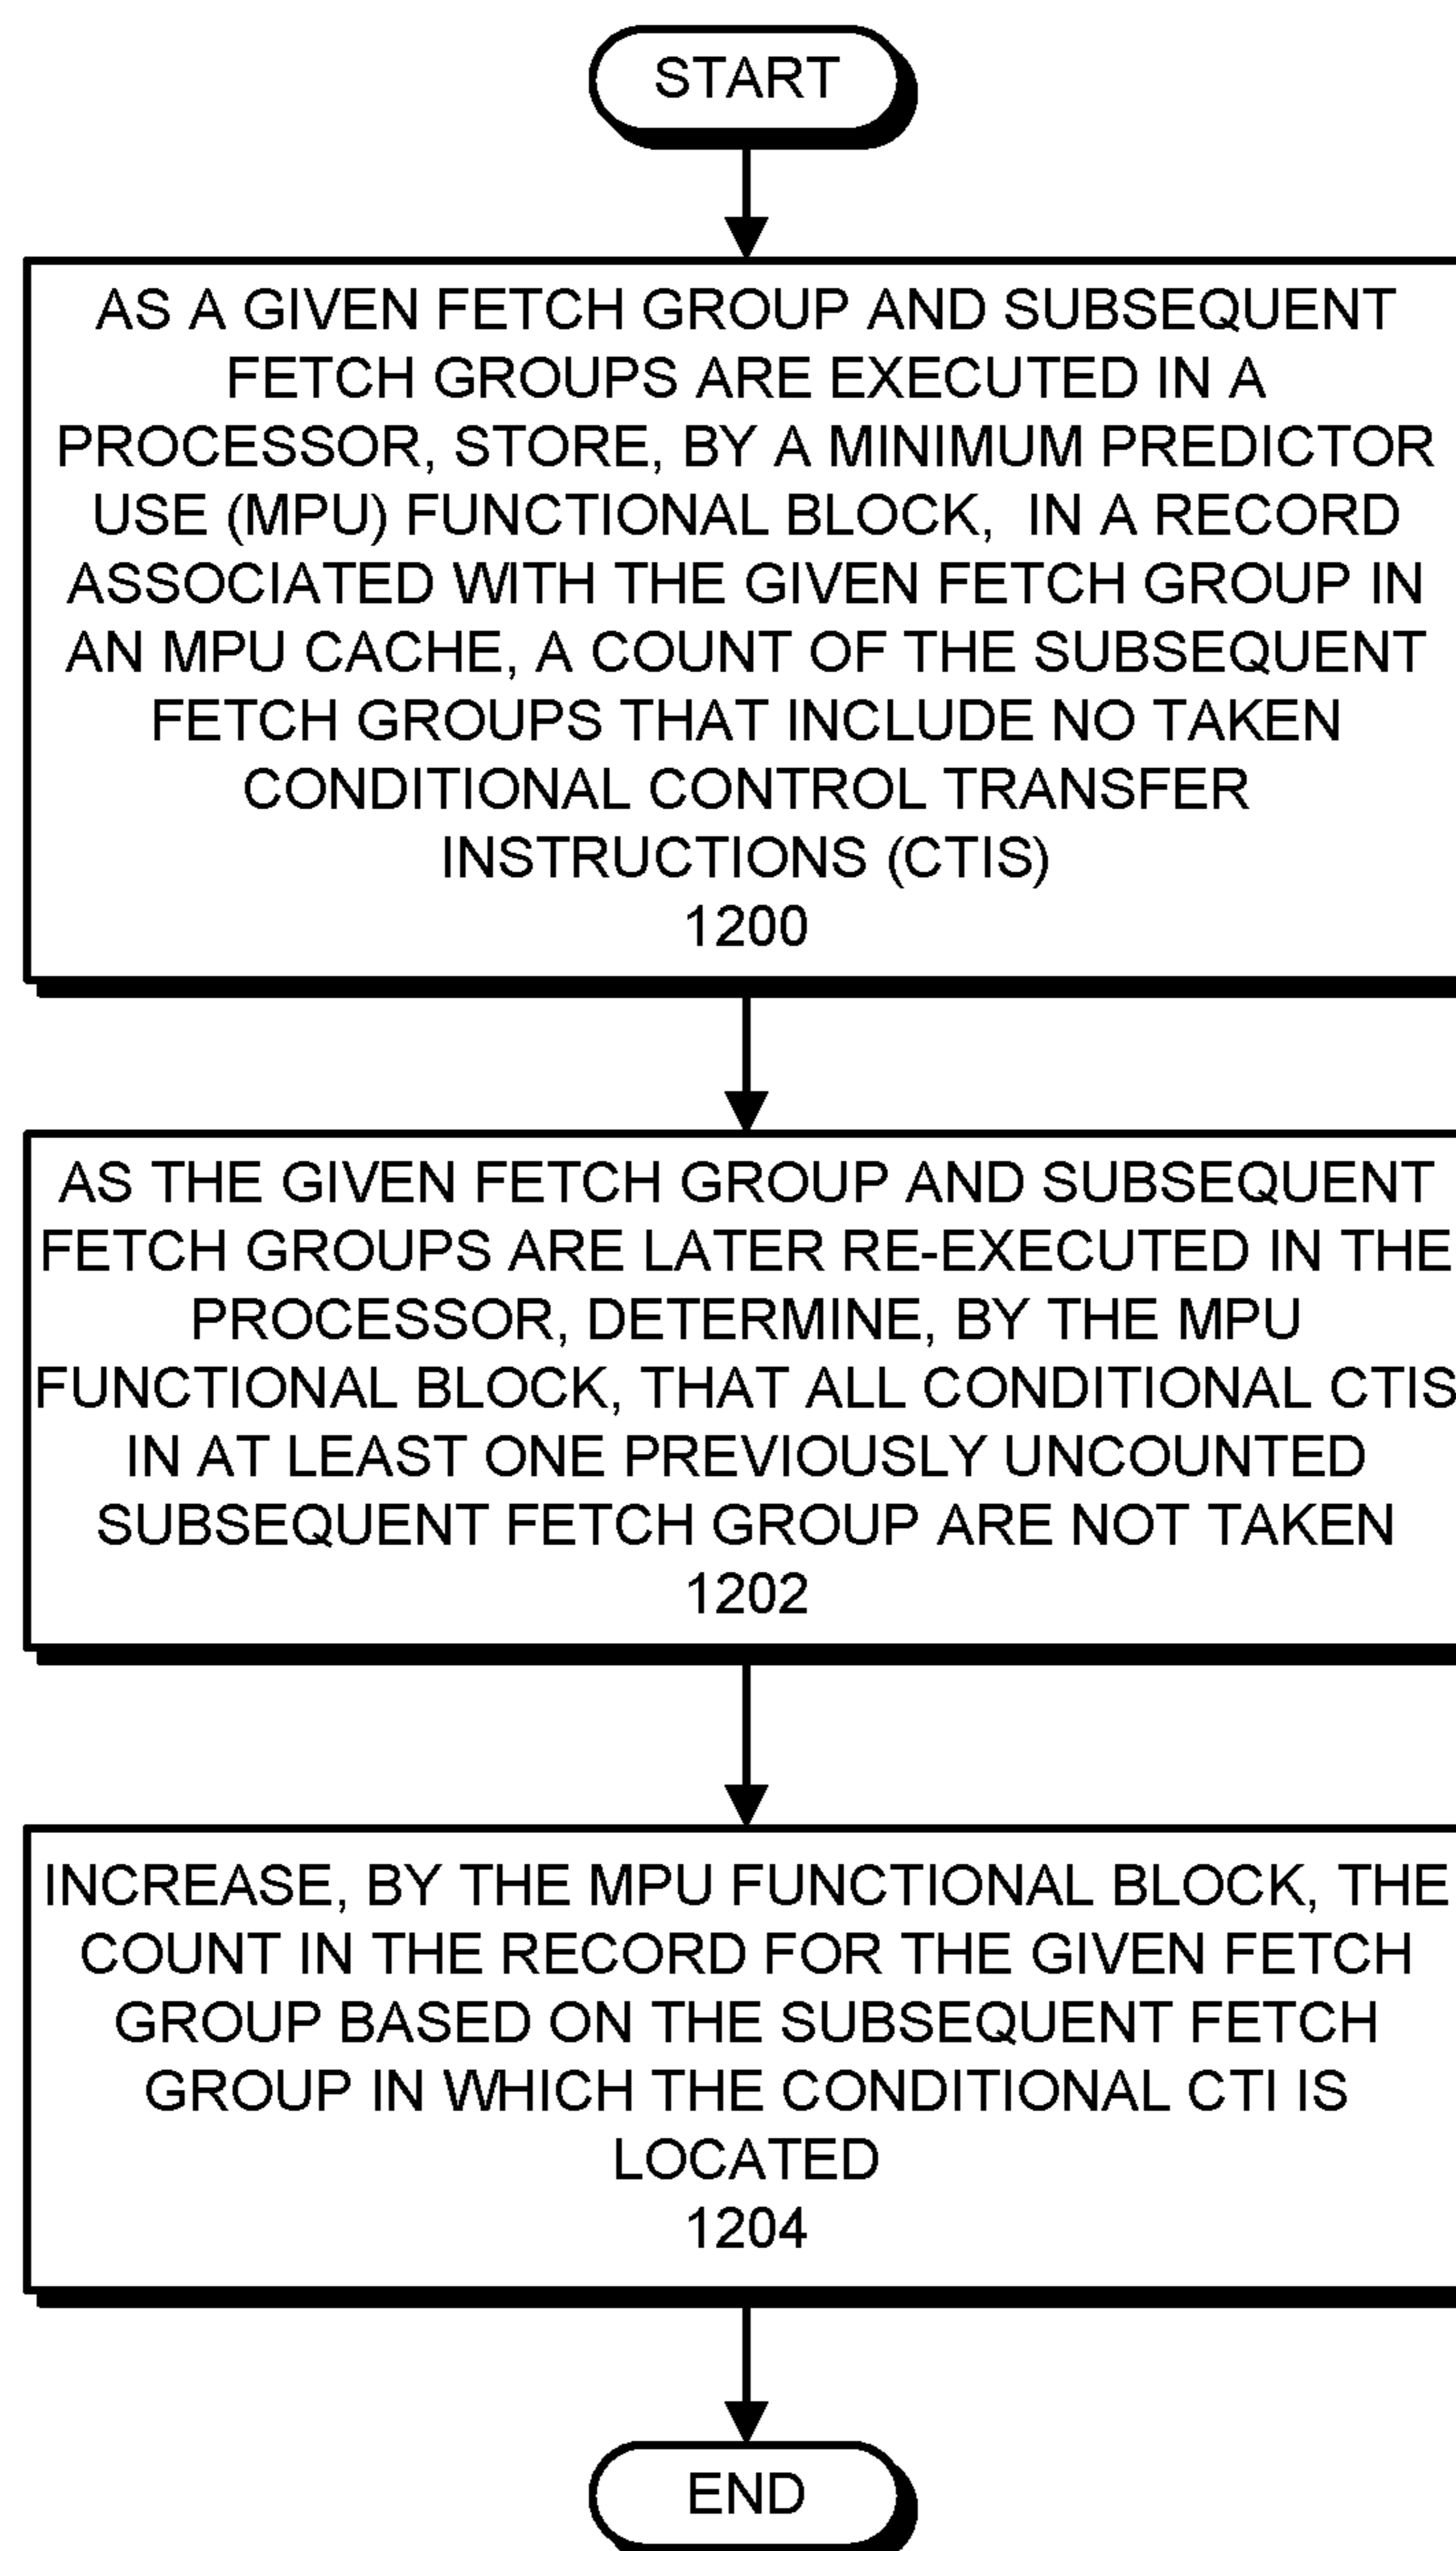 START
AS A GIVEN FETCH GROUP AND SUBSEQUENT
FETCH GROUPS ARE EXECUTED IN A
PROCESSOR, STORE, BY A MINIMUM PREDICTOR
USE (MPU) FUNCTIONAL BLOCK, IN A RECORD
ASSOCIATED WITH THE GIVEN FETCH GROUP IN
AN MPU CACHE, A COUNT OF THE SUBSEQUENT
FETCH GROUPS THAT INCLUDE NO TAKEN
CONDITIONAL CONTROL TRANSFER
INSTRUCTIONS (CTIS)
1200
AS THE GIVEN FETCH GROUP AND SUBSEQUENT
FETCH GROUPS ARE LATER RE-EXECUTED IN THE
PROCESSOR, DETERMINE, BY THE MPU
FUNCTIONAL BLOCK, THAT ALL CONDITIONAL CTIS
IN AT LEAST ONE PREVIOUSLY UNCOUNTED
SUBSEQUENT FETCH GROUP ARE NOT TAKEN
1202
INCREASE, BY THE MPU FUNCTIONAL BLOCK, THE
COUNT IN THE RECORD FOR THE GIVEN FETCH
GROUP BASED ON THE SUBSEQUENT FETCH
GROUP IN WHICH THE CONDITIONAL CTI IS
LOCATED
1204
END